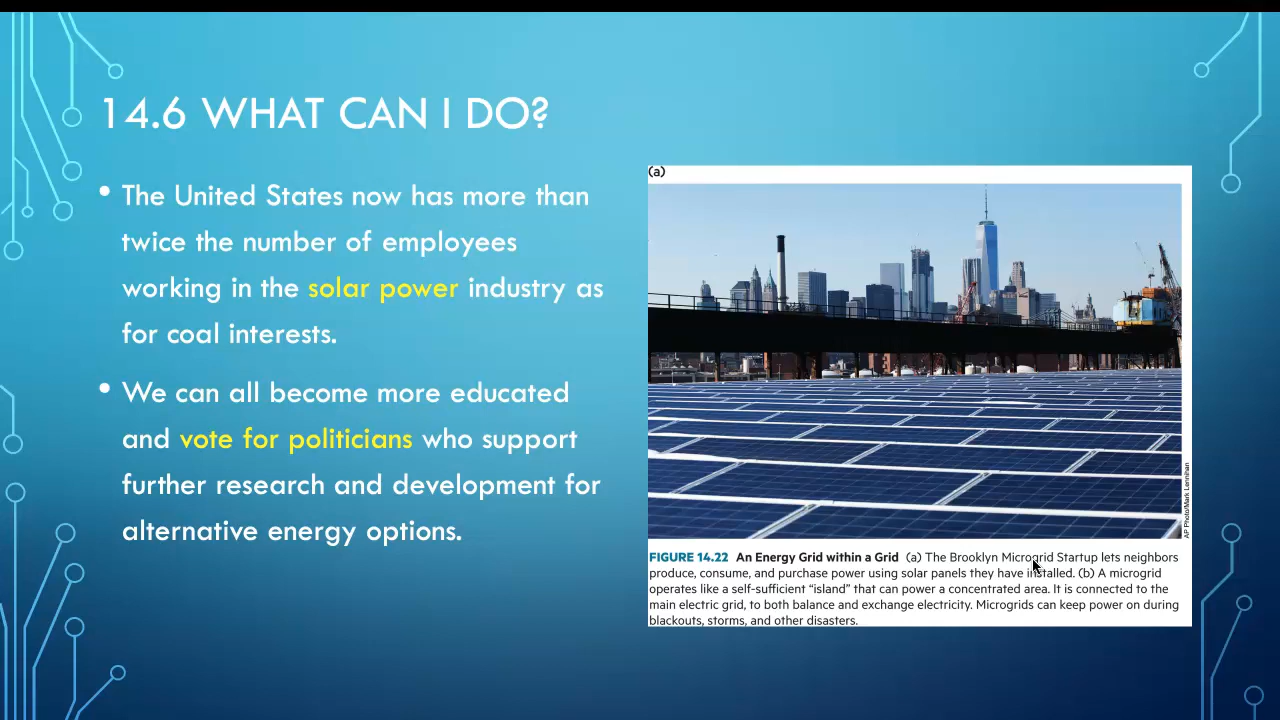 14.6 WHAT CAN I DO?
• The United States now has more than
twice the number of employees
working in the solar power industry as
for coal interests.
• We can all become more educated
and vote for politicians who support
further research and development for
alternative energy options.
(a)
AP Photo/Mark Lennihan
FIGURE 14.22 An Energy Grid within a Grid (a) The Brooklyn Microgrid Startup lets neighbors
produce, consume, and purchase power using solar panels they have installed. (b) A microgrid
operates like a self-sufficient “island” that can power a concentrated area. It is connected to the
main electric grid, to both balance and exchange electricity. Microgrids can keep power on during
blackouts, storms, and other disasters.